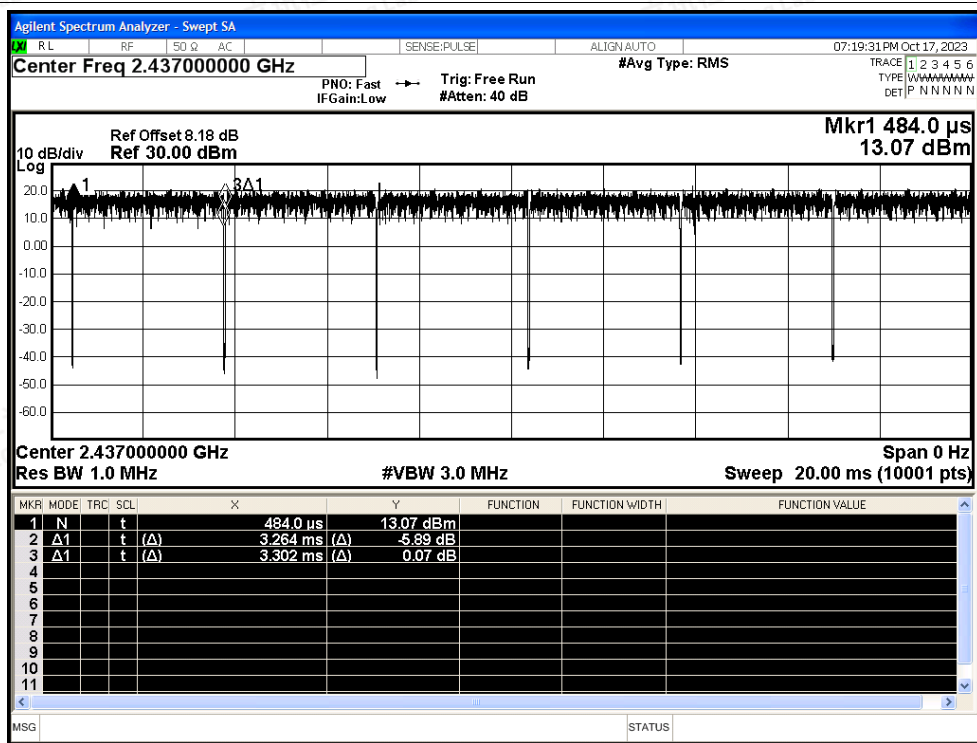 Agilent Spectrum Analyzer - Swept SA
LXI RL RF 50 Ω AC SENSE:PULSE ALIGN AUTO 07:19:31 PM Oct 17, 2023
Center Freq 2.437000000 GHz
PNO: Fast
IFGain:Low
Trig: Free Run
#Atten: 40 dB
#Avg Type: RMS
TRACE 1 2 3 4 5 6
TYPE
DET P N N N N N
Ref Offset 8.18 dB
10 dB/div Ref 30.00 dBm
Log
Mkr1 484.0 µs
13.07 dBm
1 3Δ1
20.0
10.0
0.00
-10.0
-20.0
-30.0
-40.0
-50.0
-60.0
Center 2.437000000 GHz Span 0 Hz
Res BW 1.0 MHz #VBW 3.0 MHz Sweep 20.00 ms (10001 pts)
MKR MODE TRC SCL X Y FUNCTION FUNCTION WIDTH FUNCTION VALUE
1 N t 484.0 µs 13.07 dBm
2 Δ1 t (Δ) 3.264 ms (Δ) -5.89 dB
3 Δ1 t (Δ) 3.302 ms (Δ) 0.07 dB
4
5
6
7
8
9
10
11
MSG STATUS